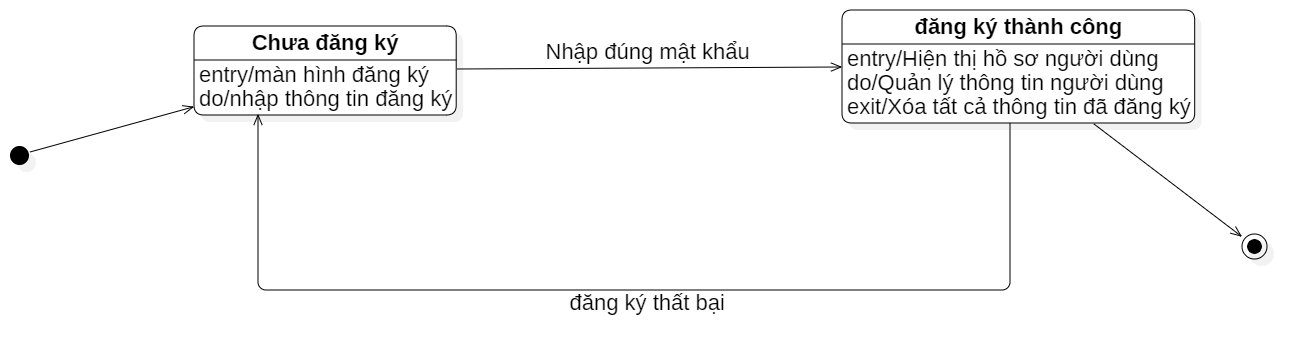 Chưa đăng ký
entry/màn hình đăng ký
do/nhập thông tin đăng ký
Nhập đúng mật khẩu
đăng ký thành công
entry/Hiện thị hồ sơ người dùng
do/Quản lý thông tin người dùng
exit/Xóa tất cả thông tin đã đăng ký
đăng ký thất bại